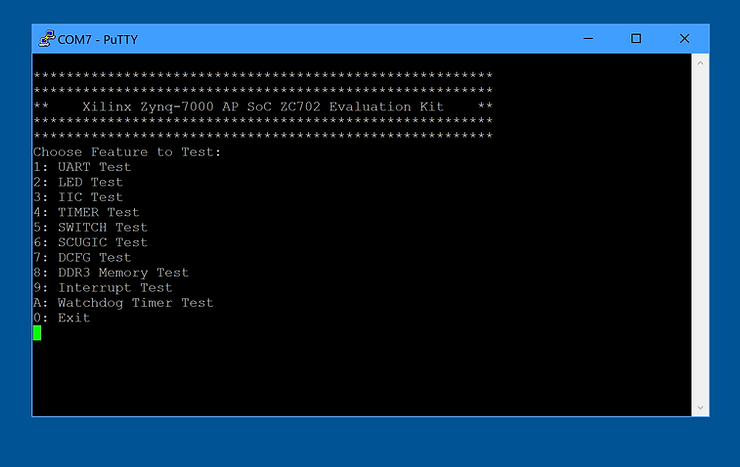 COM7 - PuTTY
********************************************************
********************************************************
**    Xilinx Zynq-7000 AP SoC ZC702 Evaluation Kit    **
********************************************************
********************************************************
Choose Feature to Test:
1: UART Test
2: LED Test
3: IIC Test
4: TIMER Test
5: SWITCH Test
6: SCUGIC Test
7: DCFG Test
8: DDR3 Memory Test
9: Interrupt Test
A: Watchdog Timer Test
0: Exit